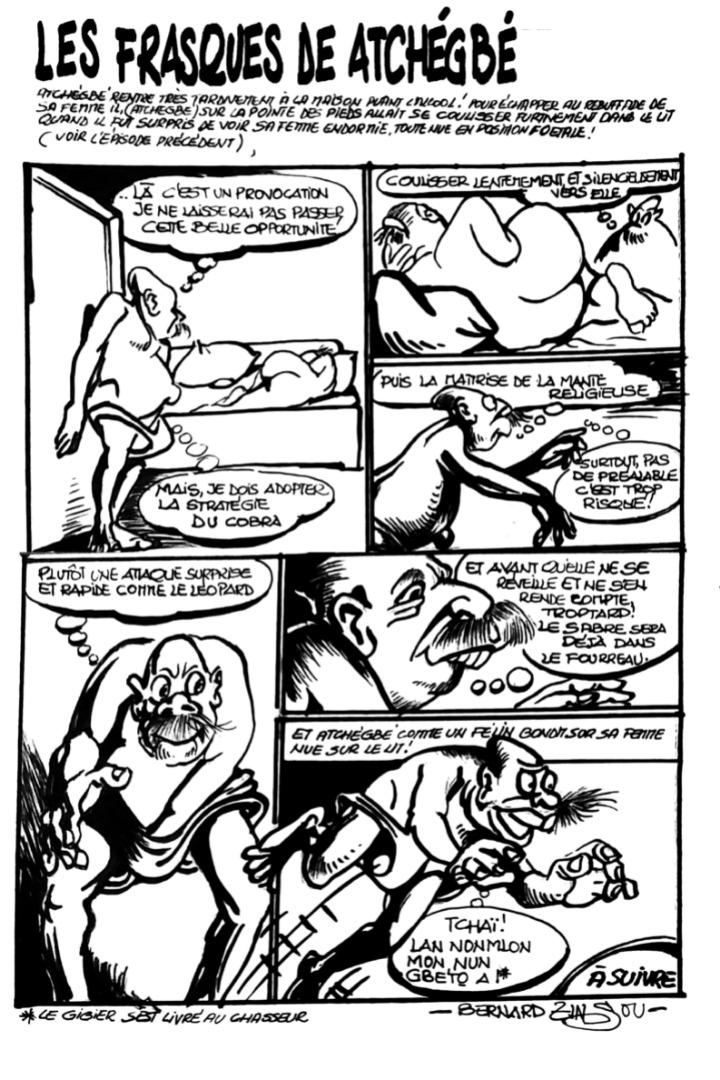 LES FRASQUES DE ATCHÉGBÉ
ATCHÉGBÉ RENTRE TRÈS TARDIVEMENT À LA MAISON PUANT L'ALCOOL! POUR ÉCHAPPER AU REBUFFADE DE
SA FEMME IL, (ATCHÉGBÉ) SUR LA POINTE DES PIEDS ALLAIT SE COULISSER FURTIVEMENT DANS LE LIT
QUAND IL FUT SURPRIS DE VOIR SA FEMME ENDORMIE, TOUTE NUE EN POSITION FOETALE!
(VOIR L'ÉPISODE PRÉCÉDENT),
..LÀ C'EST UN PROVOCATION
JE NE LAISSERAI PAS PASSER,
CETTE BELLE OPPORTUNITÉ
MAIS, JE DOIS ADOPTER
LA STRATÉGIE
DU COBRA
COULISSER LENTEMEMENT ET SILENCIEUSEMENT
VERS ELLE
PUIS LA MAÎTRISE DE LA MANTE
RELIGIEUSE
SURTOUT, PAS
DE PRÉALABLE
C'EST TROP
RISQUÉ!
PLUTÔT UNE ATTAQUE SURPRISE
ET RAPIDE COMME LE LÉOPARD
ET AVANT QU'ELLE NE SE
RÉVEILLE ET NE S'EN
RENDE COMPTE,
TROPTARD!
LE SABRE SERA
DÉJÀ DANS
LE FOURREAU.
ET ATCHÉGBÉ COMME UN FÉLIN BONDIT SUR SA FEMME
NUE SUR LE LIT!
TCHAÏ!
LAN NONMLON
MON NUN
GBETO A!*
À SUIVRE
* LE GIBIER S'EST LIVRÉ AU CHASSEUR
- BERNARD